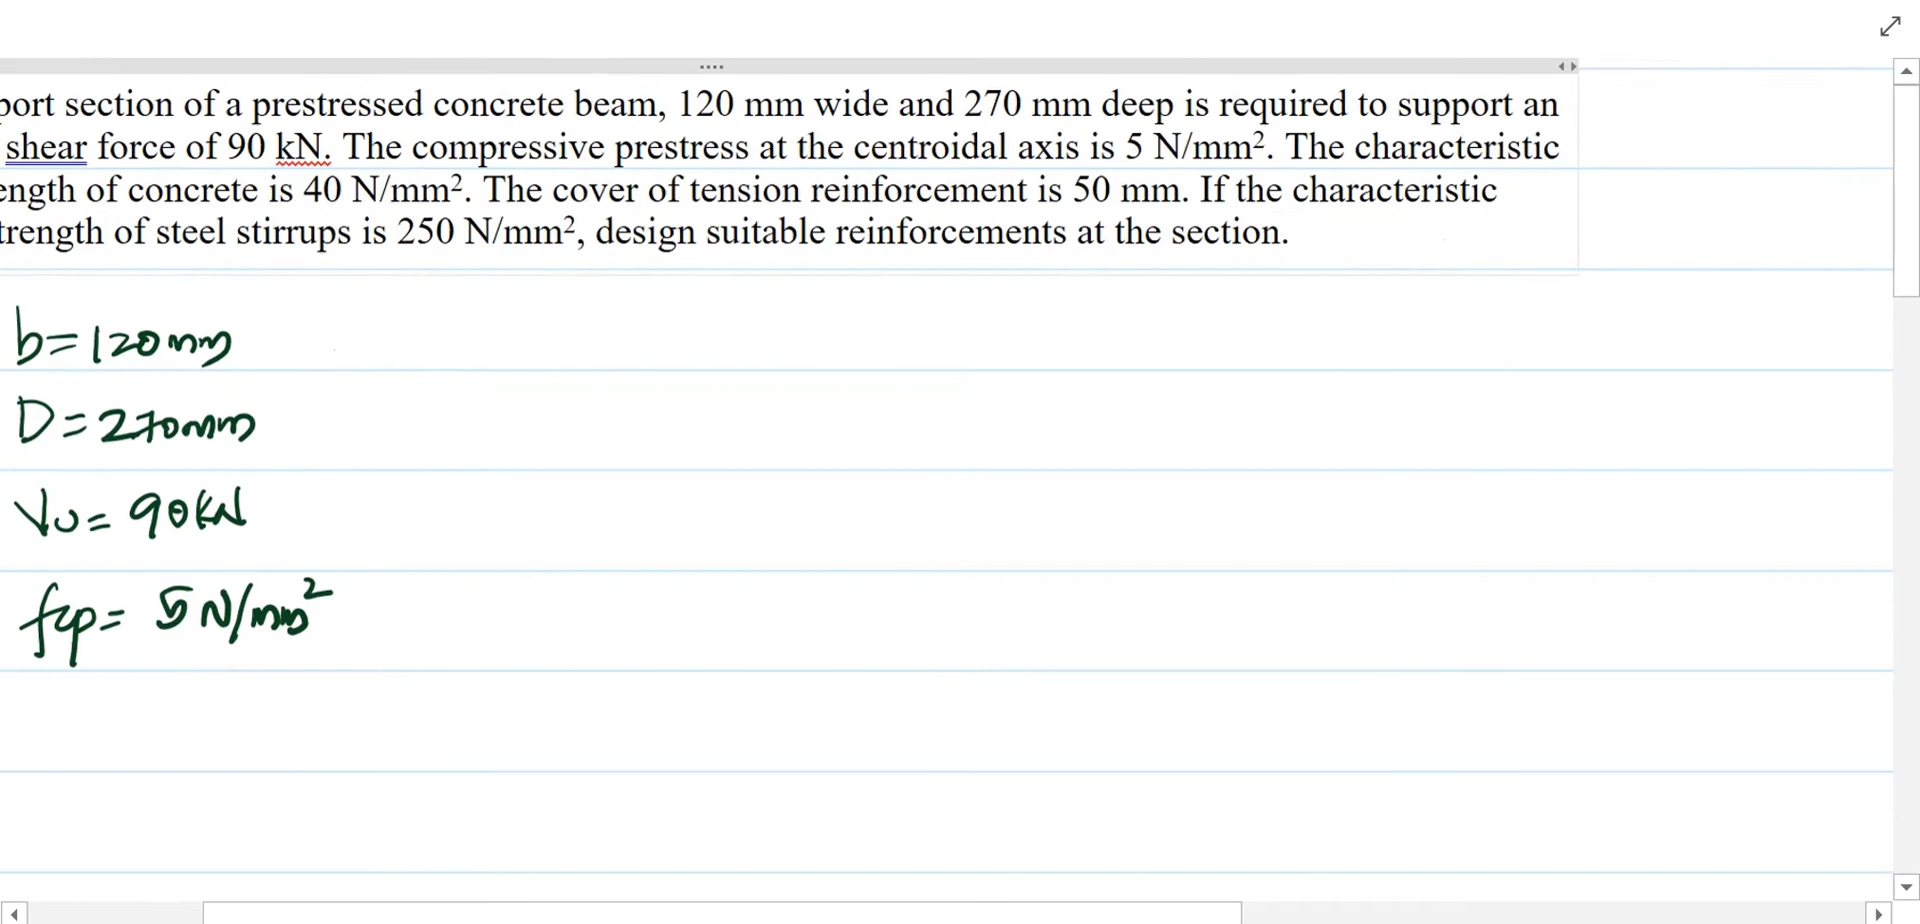 port section of a prestressed concrete beam, 120 mm wide and 270 mm deep is required to support an
shear force of 90 kN. The compressive prestress at the centroidal axis is 5 N/mm². The characteristic
ength of concrete is 40 N/mm². The cover of tension reinforcement is 50 mm. If the characteristic
trength of steel stirrups is 250 N/mm², design suitable reinforcements at the section.
b=120mm
D=270mm
Vu=90kN
fcp= 5 N/mm²